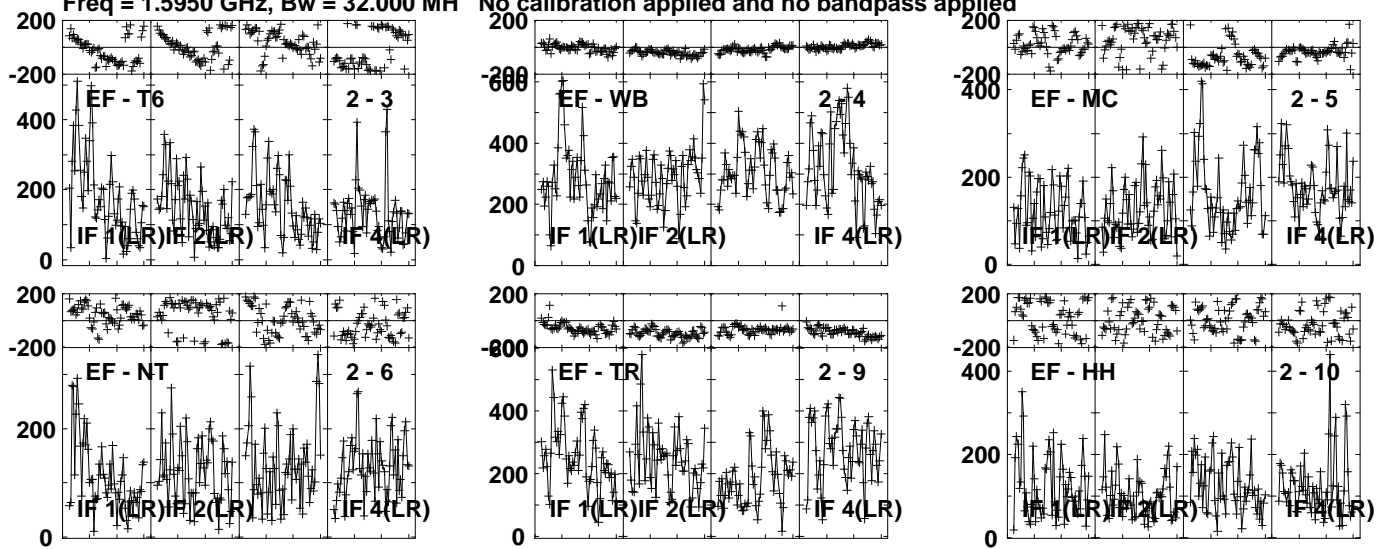 Freq = 1.5950 GHz, Bw = 32.000 MH No calibration applied and no bandpass applied
200
-200
EF - T6 2 - 3
400
200
0
IF 1(LR) IF 2(LR) IF 4(LR)
200
-200
600
EF - WB 2 - 4
400
200
0
IF 1(LR) IF 2(LR) IF 4(LR)
200
-200
400
EF - MC 2 - 5
200
0
IF 1(LR) IF 2(LR) IF 4(LR)
200
-200
EF - NT 2 - 6
200
0
IF 1(LR) IF 2(LR) IF 4(LR)
200
-200
600
EF - TR 2 - 9
400
200
0
IF 1(LR) IF 2(LR) IF 4(LR)
200
-200
400
EF - HH 2 - 10
200
0
IF 1(LR) IF 2(LR) IF 4(LR)